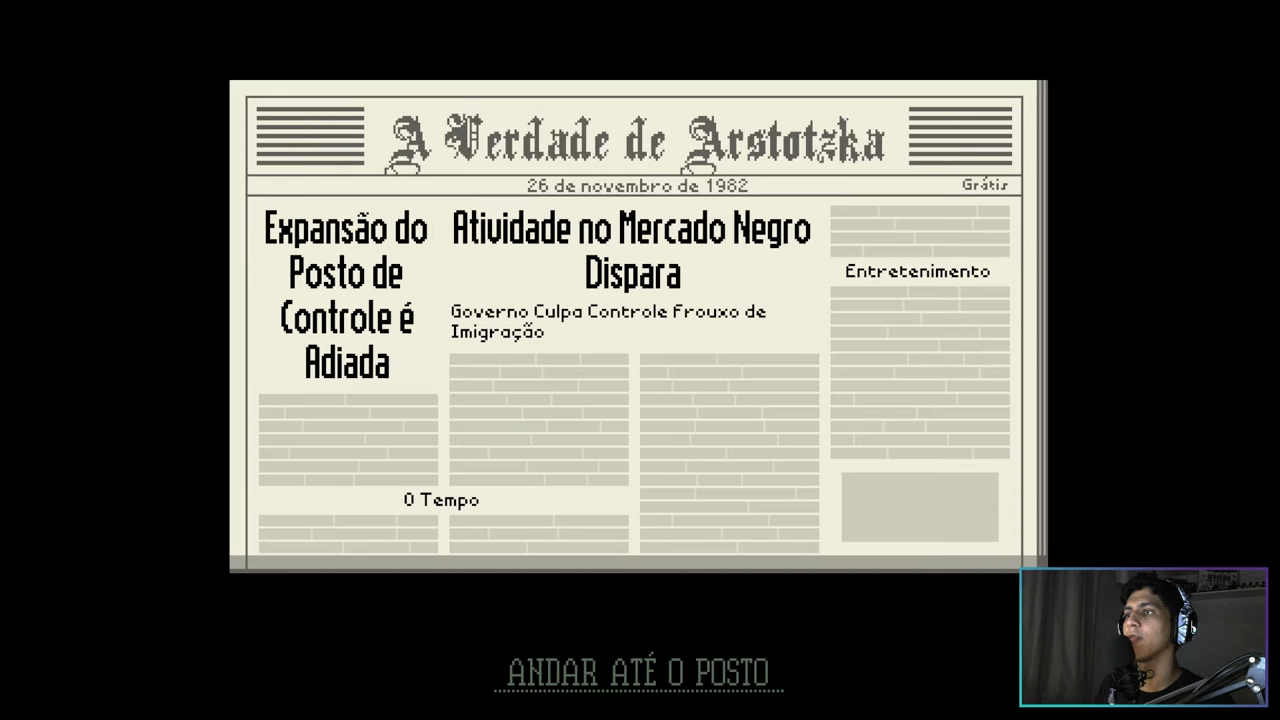 A Verdade de Arstotzka
26 de novembro de 1982
Grátis
Expansão do
Posto de
Controle é
Adiada
Atividade no Mercado Negro
Dispara
Governo Culpa Controle Frouxo de
Imigração
Entretenimento
O Tempo
ANDAR ATÉ O POSTO